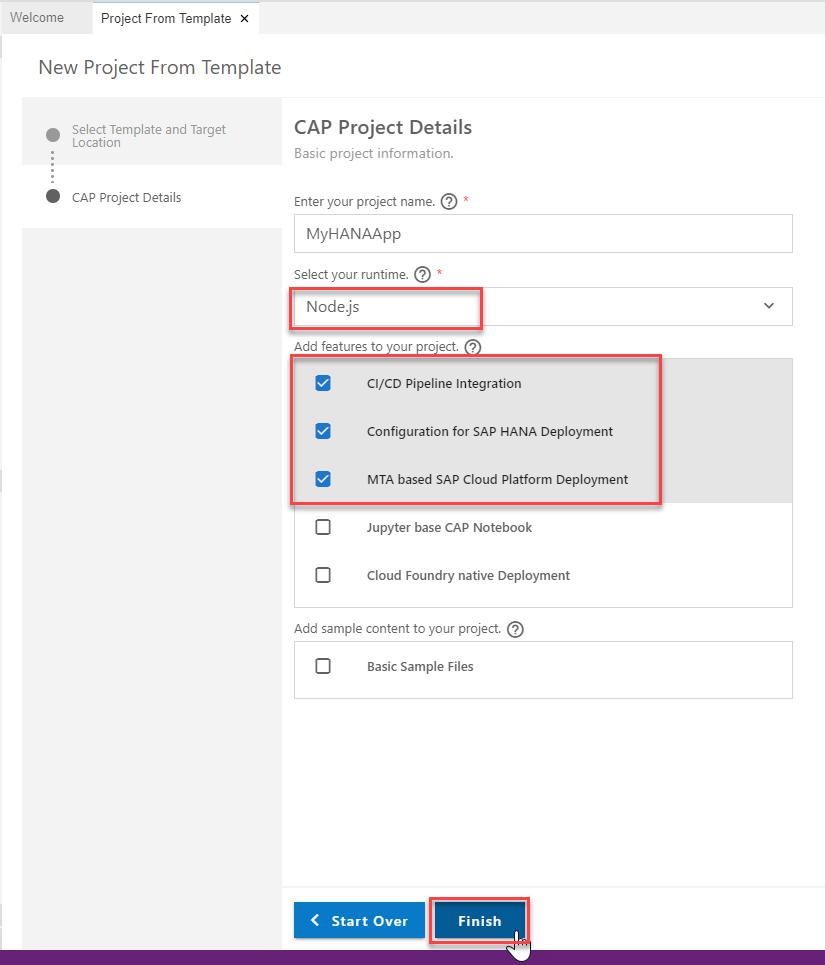 Welcome
Project From Template ×
New Project From Template
Select Template and Target
Location
CAP Project Details
CAP Project Details
Basic project information.
Enter your project name. ? *
MyHANAApp
Select your runtime. ? *
Node.js
Add features to your project. ?
CI/CD Pipeline Integration
Configuration for SAP HANA Deployment
MTA based SAP Cloud Platform Deployment
Jupyter base CAP Notebook
Cloud Foundry native Deployment
Add sample content to your project. ?
Basic Sample Files
Start Over
Finish